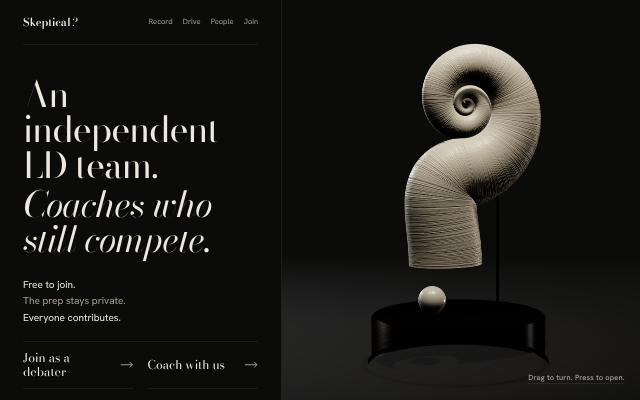 Skeptical?
Record Drive People Join
An
independent
LD team.
Coaches who
still compete.
Free to join.
The prep stays private.
Everyone contributes.
Join as a
debater →
Coach with us →
Drag to turn. Press to open.